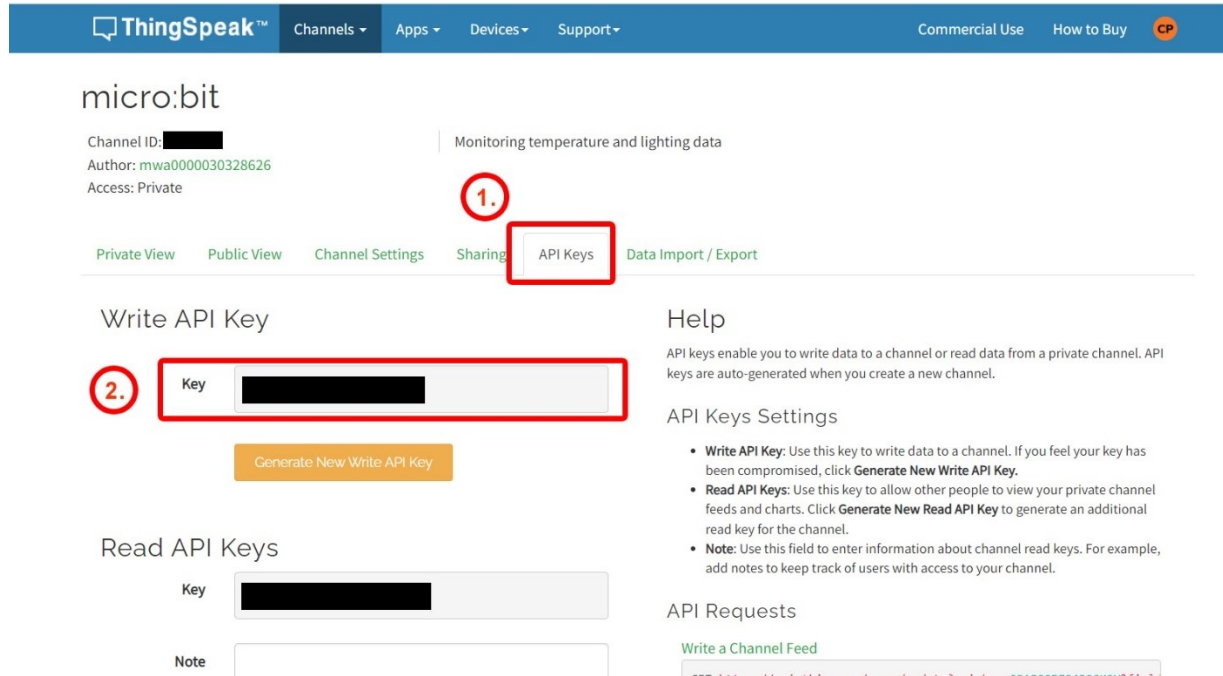 ThingSpeak™ Channels Apps Devices Support Commercial Use How to Buy CP
micro:bit
Channel ID:
Author: mwa0000030328626
Access: Private
Monitoring temperature and lighting data
1.
Private View Public View Channel Settings Sharing API Keys Data Import / Export
Write API Key
2.
Key
Generate New Write API Key
Read API Keys
Key
Note
Help
API keys enable you to write data to a channel or read data from a private channel. API
keys are auto-generated when you create a new channel.
API Keys Settings
• Write API Key: Use this key to write data to a channel. If you feel your key has
been compromised, click Generate New Write API Key.
• Read API Keys: Use this key to allow other people to view your private channel
feeds and charts. Click Generate New Read API Key to generate an additional
read key for the channel.
• Note: Use this field to enter information about channel read keys. For example,
add notes to keep track of users with access to your channel.
API Requests
Write a Channel Feed